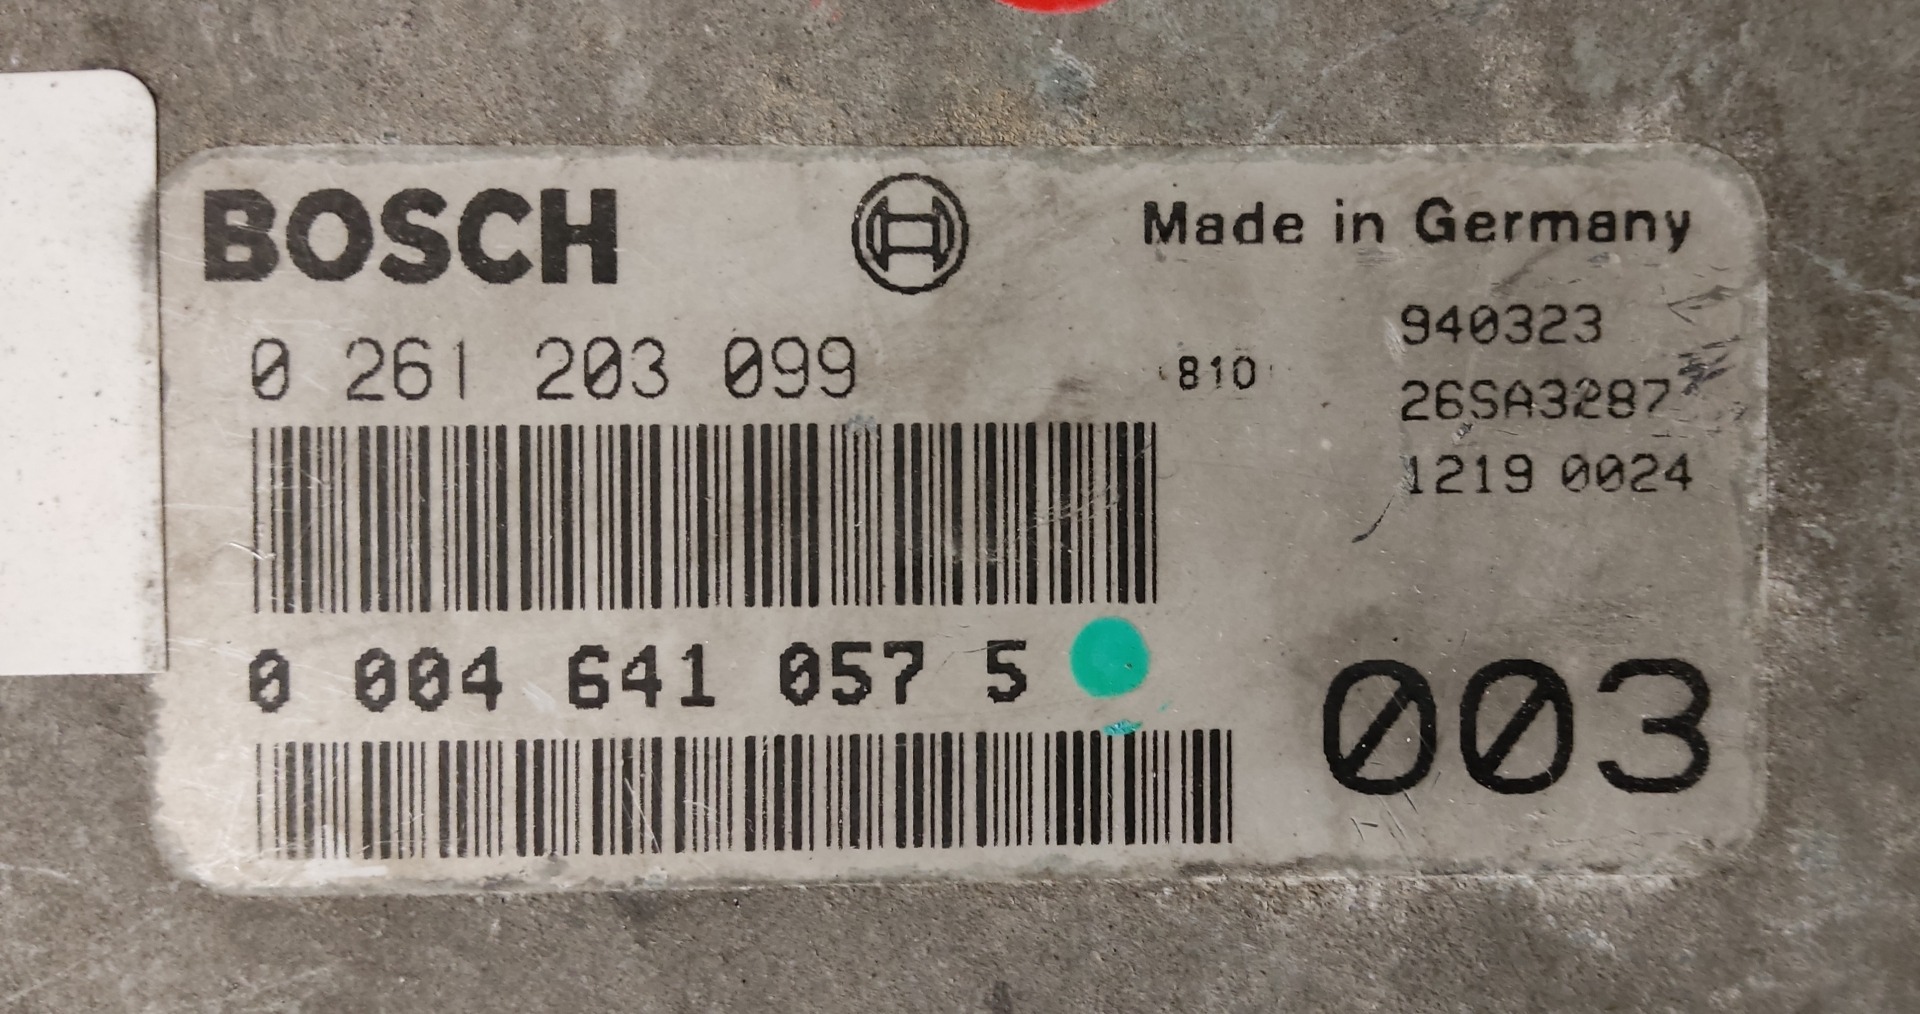 BOSCH
Made in Germany
940323
0 261 203 099
810
26SA3287
1219 0024
0 004 641 057 5
003